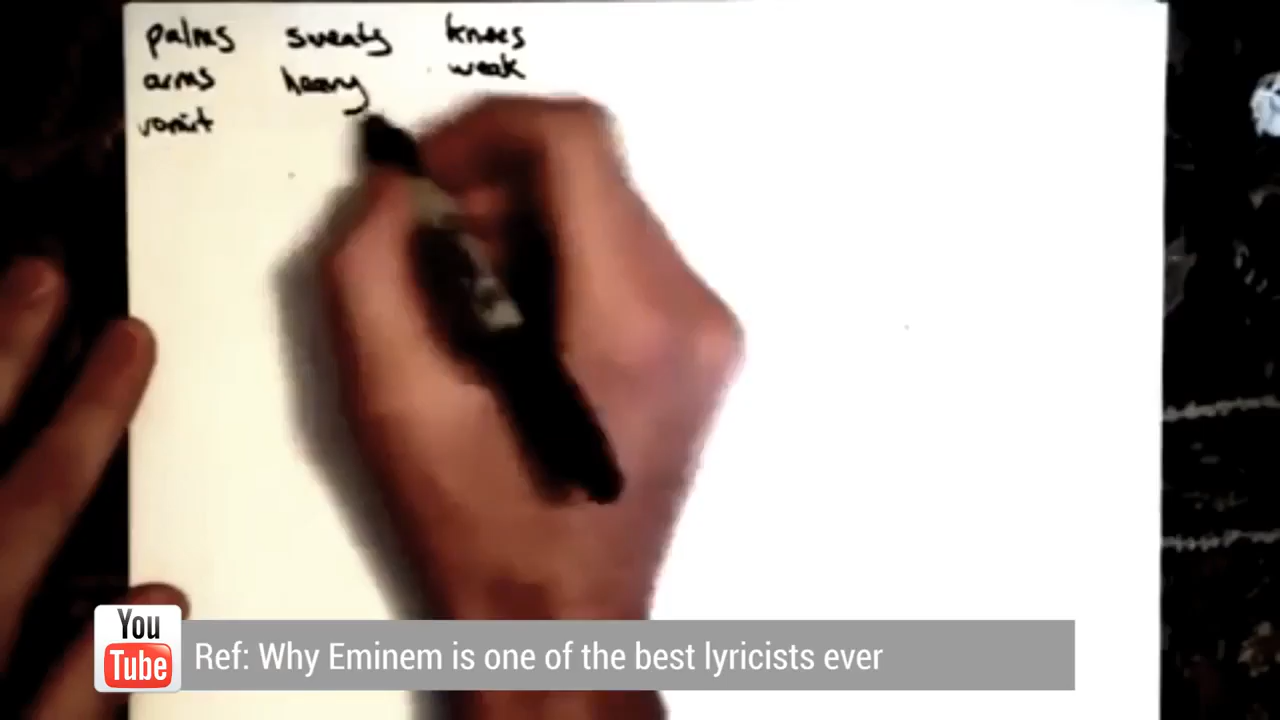 palms sweaty knees
arms heavy weak
vomit
You
Tube
Ref: Why Eminem is one of the best lyricists ever